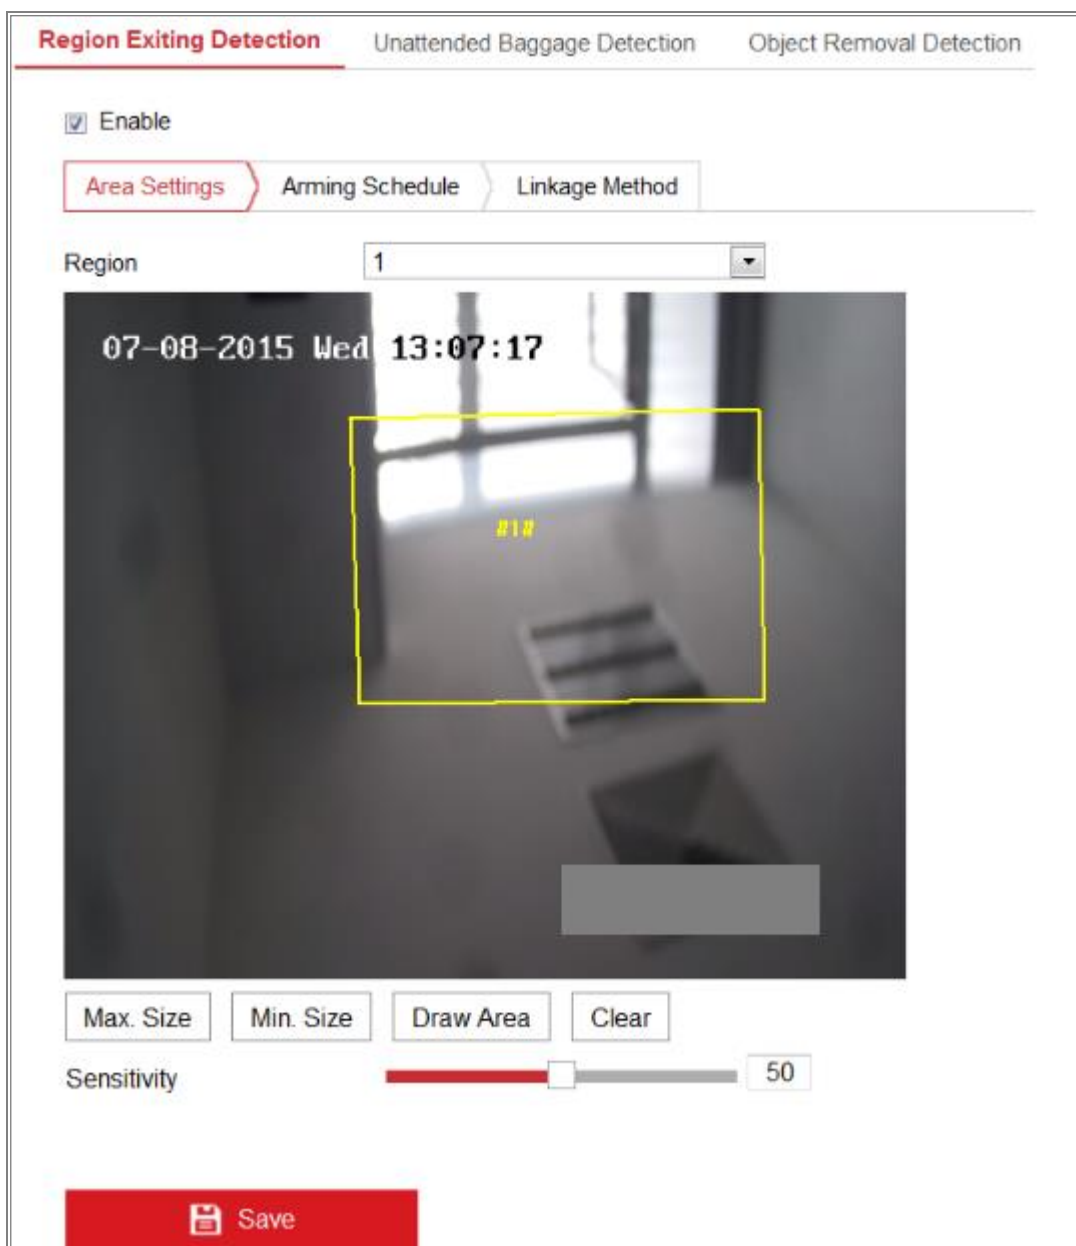 Region Exiting Detection Unattended Baggage Detection Object Removal Detection
Enable
Area Settings Arming Schedule Linkage Method
Region 1
07-08-2015 Wed 13:07:17
#1#
Max. Size Min. Size Draw Area Clear
Sensitivity 50
Save